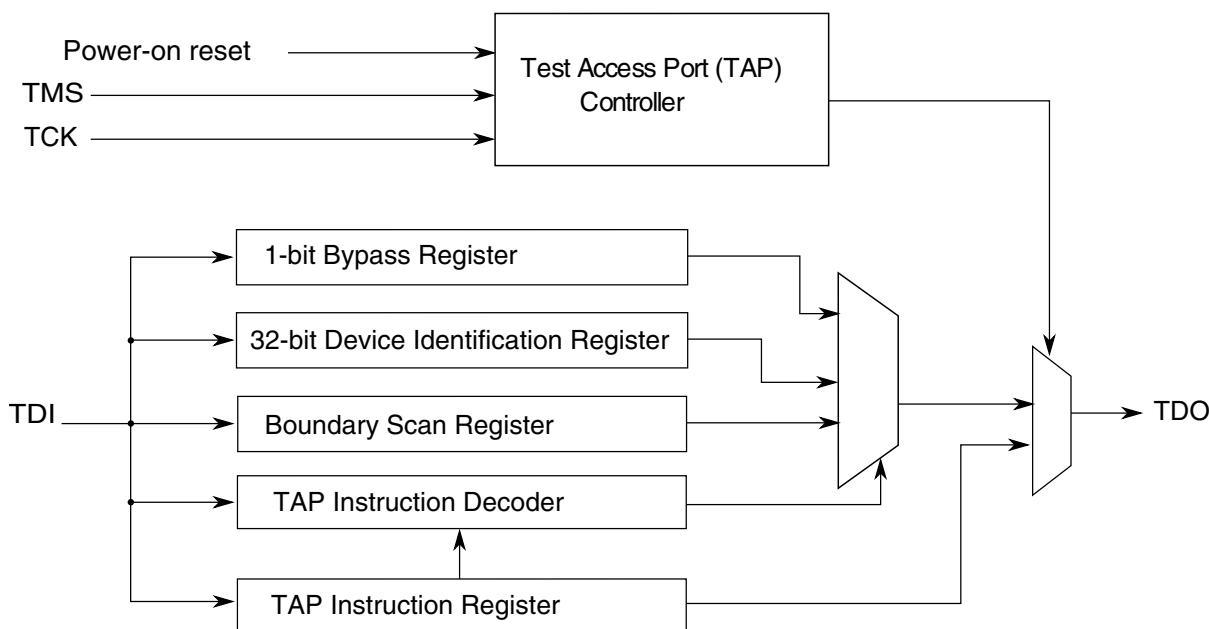 Power-on reset
TMS
TCK
Test Access Port (TAP)
Controller
1-bit Bypass Register
32-bit Device Identification Register
TDI
Boundary Scan Register
TDO
TAP Instruction Decoder
TAP Instruction Register